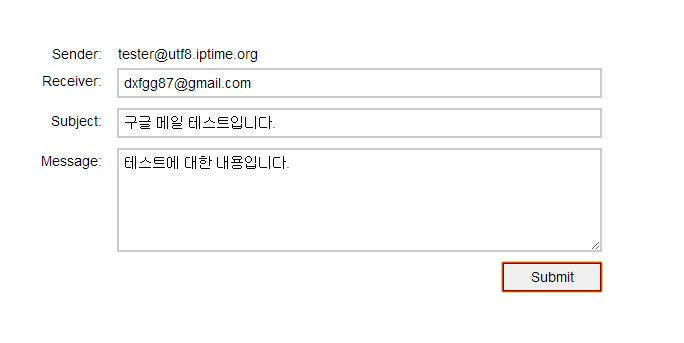 Sender: tester@utf8.iptime.org
Receiver: dxfgg87@gmail.com
Subject: 구글 메일 테스트입니다.
Message: 테스트에 대한 내용입니다.
Submit